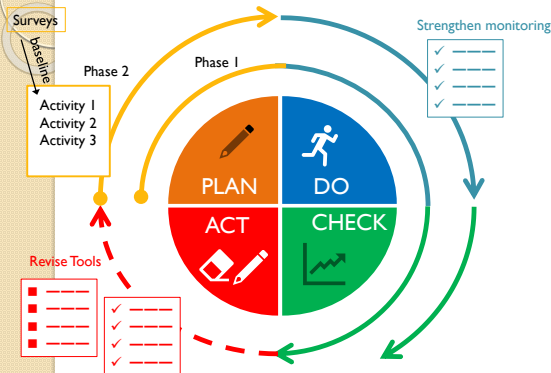 Surveys
baseline
Activity 1
Activity 2
Activity 3
Phase 2
Phase 1
Strengthen monitoring
PLAN
DO
ACT
CHECK
Revise Tools